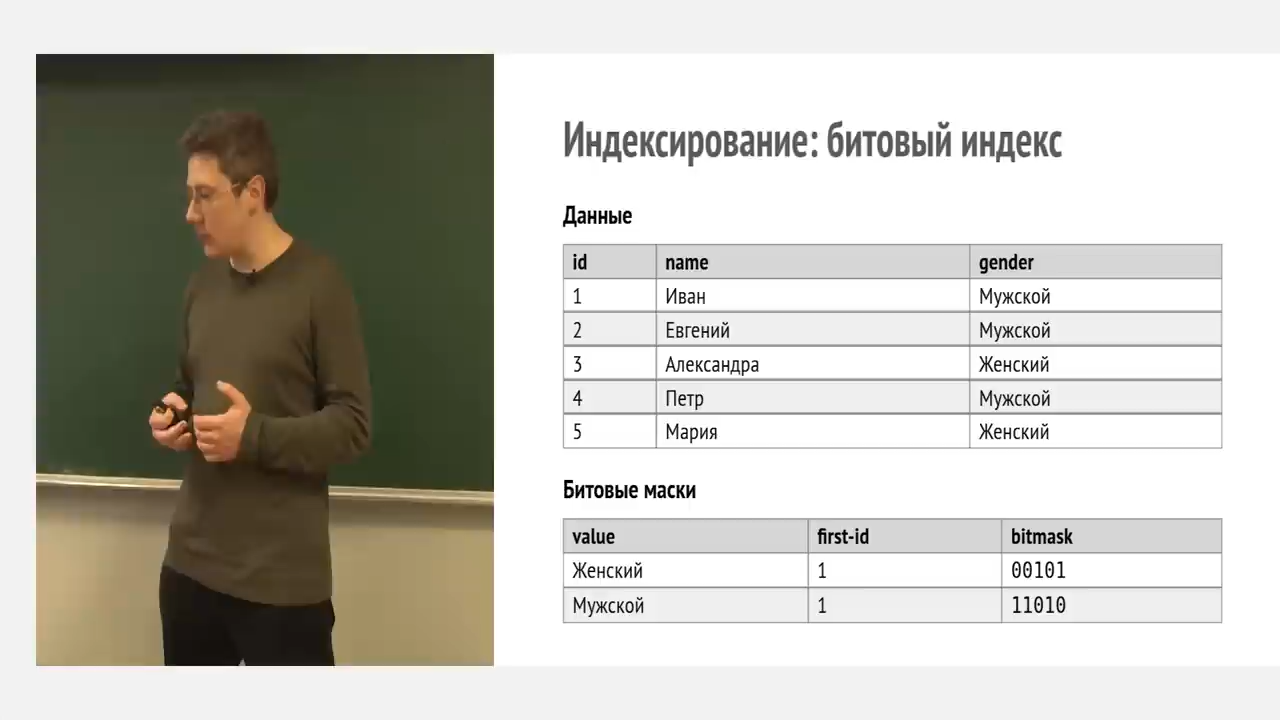 Индексирование: битовый индекс
Данные
id name gender
1 Иван Мужской
2 Евгений Мужской
3 Александра Женский
4 Петр Мужской
5 Мария Женский
Битовые маски
value first-id bitmask
Женский 1 00101
Мужской 1 11010